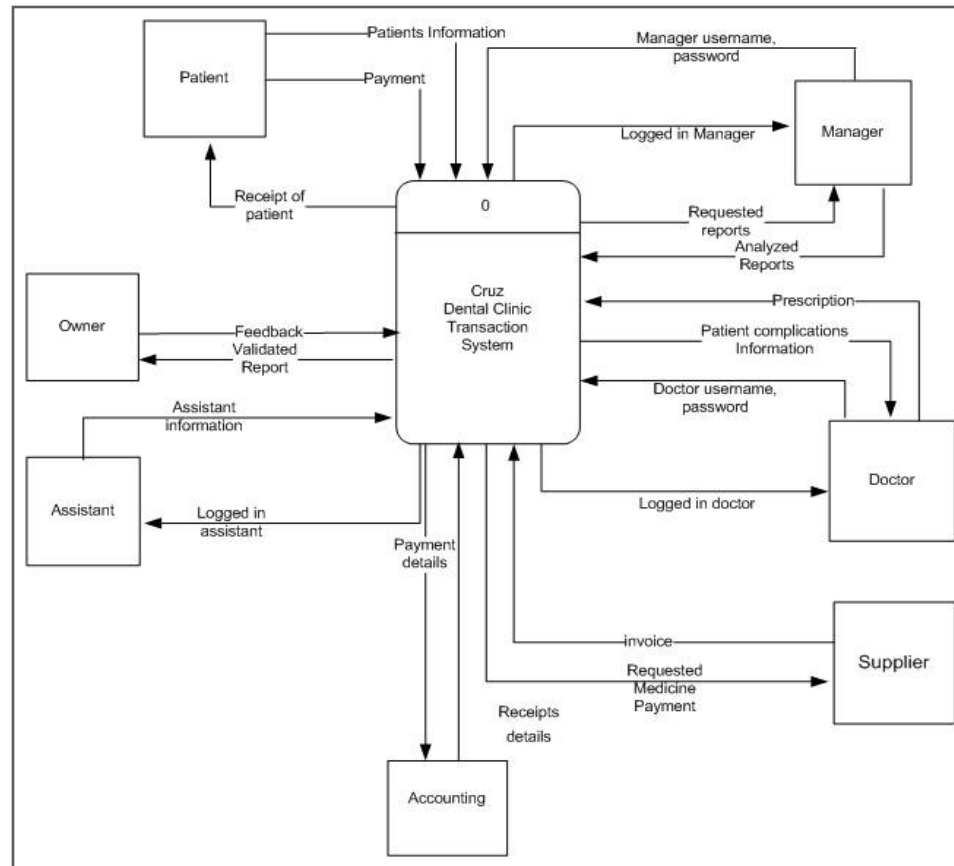 Patients Information
Manager username,
password
Patient
Payment
Manager
Logged in Manager
Receipt of
patient
0
Requested
reports
Analyzed
Reports
Cruz
Dental Clinic
Transaction
System
Prescription
Owner
Feedback
Validated
Report
Patient complications
Information
Doctor username,
password
Assistant
information
Doctor
Assistant
Logged in
assistant
Logged in doctor
Payment
details
invoice
Supplier
Requested
Medicine
Payment
Receipts
details
Accounting